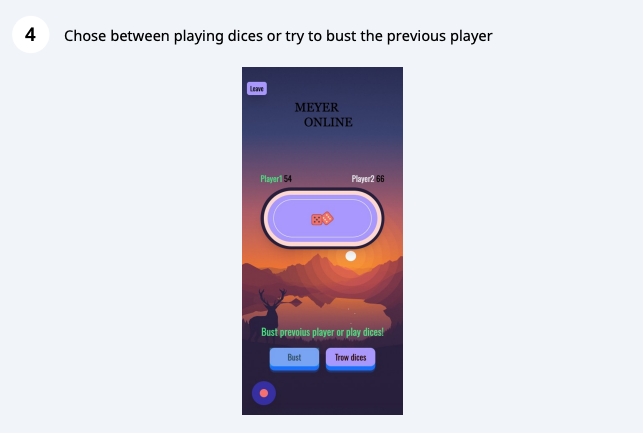 4 Chose between playing dices or try to bust the previous player
Leave
MEYER
ONLINE
Player1 54 Player2 66
Bust prevoius player or play dices!
Bust Trow dices